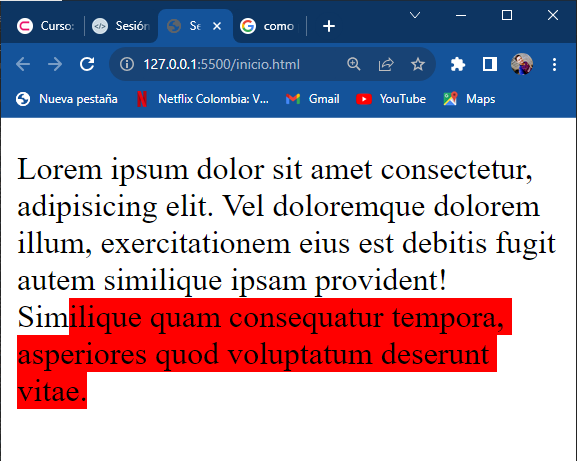 Curso:
Sesión
Se
como
127.0.0.1:5500/inicio.html
Nueva pestaña
Netflix Colombia: V...
Gmail
YouTube
Maps
Lorem ipsum dolor sit amet consectetur,
adipisicing elit. Vel doloremque dolorem
illum, exercitationem eius est debitis fugit
autem similique ipsam provident!
Similique quam consequatur tempora,
asperiores quod voluptatum deserunt
vitae.